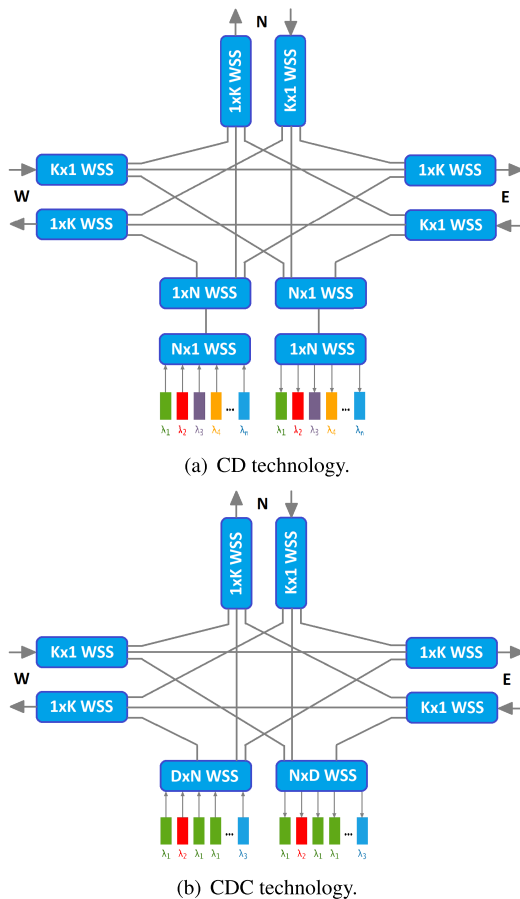 N
1xK WSS
Kx1 WSS
Kx1 WSS
1xK WSS
W
E
1xK WSS
Kx1 WSS
1xN WSS
Nx1 WSS
Nx1 WSS
1xN WSS
λ1 λ2 λ3 λ4 ... λn λ1 λ2 λ3 λ4 ... λn
(a) CD technology.
N
1xK WSS
Kx1 WSS
Kx1 WSS
1xK WSS
W
E
1xK WSS
Kx1 WSS
DxN WSS
NxD WSS
λ1 λ2 λ1 λ1 ... λ3 λ1 λ2 λ1 λ1 ... λ3
(b) CDC technology.